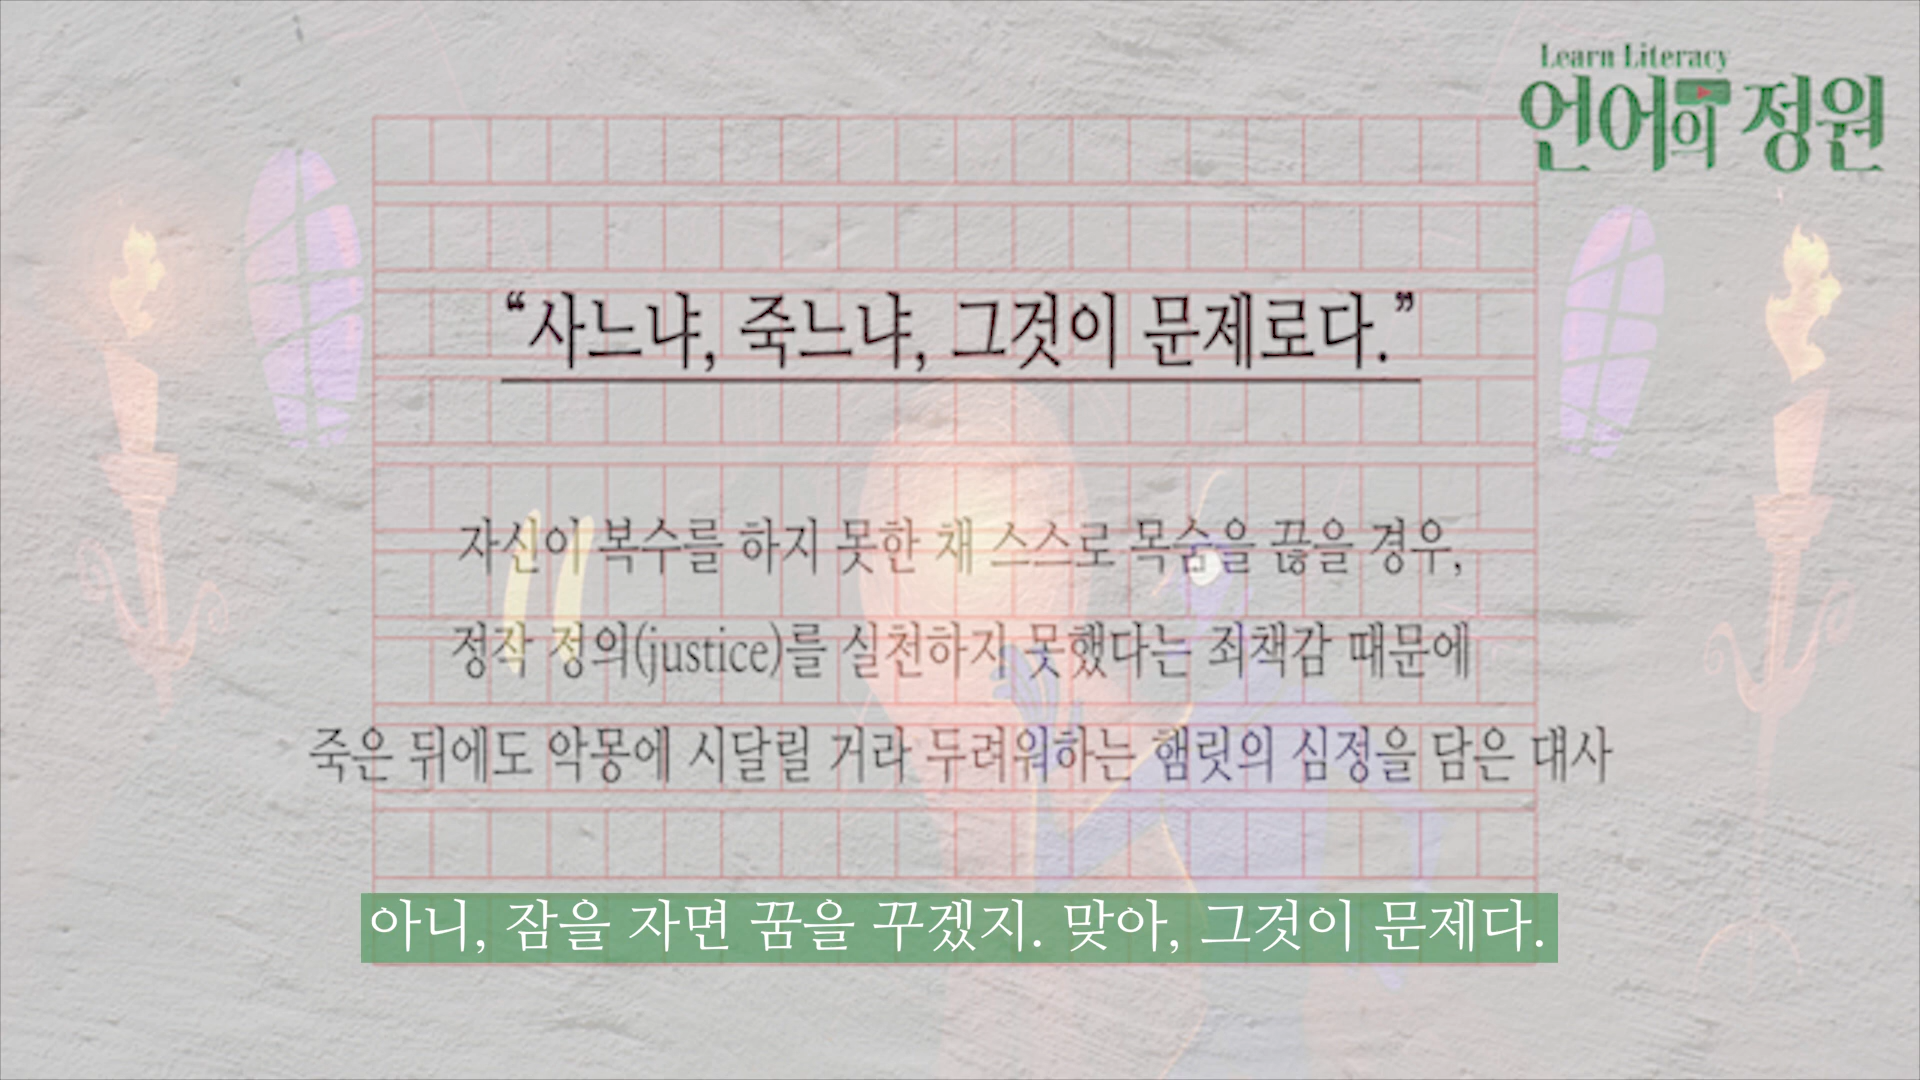 Learn Literacy
언어의 정원
“사느냐, 죽느냐, 그것이 문제로다.”
자신이 복수를 하지 못한 채 스스로 목숨을 끊을 경우,
정작 정의(justice)를 실천하지 못했다는 죄책감 때문에
죽은 뒤에도 악몽에 시달릴 거라 두려워하는 햄릿의 심정을 담은 대사
아니, 잠을 자면 꿈을 꾸겠지. 맞아, 그것이 문제다.